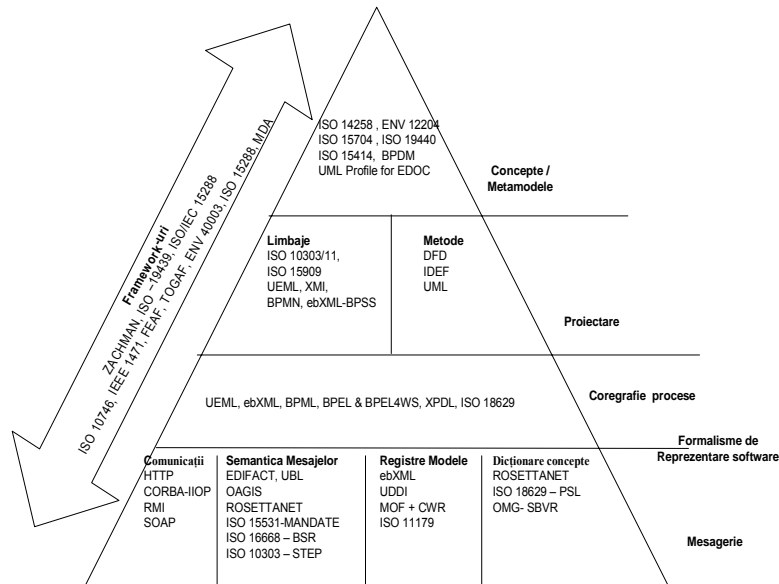 ISO 14258 , ENV 12204
ISO 15704 , ISO 19440
ISO 15414, BPDM
UML Profile for EDOC
Concepte /
Metamodele
Framework-uri
ZACHMAN, ISO –19439, ISO/IEC 15288
ISO 10746, IEEE 1471, FEAF, TOGAF, ENV 40003, ISO 15288, MDA
Limbaje
ISO 10303/11,
ISO 15909
UEML, XMI,
BPMN, ebXML-BPSS
Metode
DFD
IDEF
UML
Proiectare
UEML, ebXML, BPML, BPEL & BPEL4WS, XPDL, ISO 18629
Coregrafie procese
Formalisme de
Reprezentare software
Comunicaţii
HTTP
CORBA-IIOP
RMI
SOAP
Semantica Mesajelor
EDIFACT, UBL
OAGIS
ROSETTANET
ISO 15531-MANDATE
ISO 16668 – BSR
ISO 10303 – STEP
Registre Modele
ebXML
UDDI
MOF + CWR
ISO 11179
Dicţionare concepte
ROSETTANET
ISO 18629 – PSL
OMG- SBVR
Mesagerie